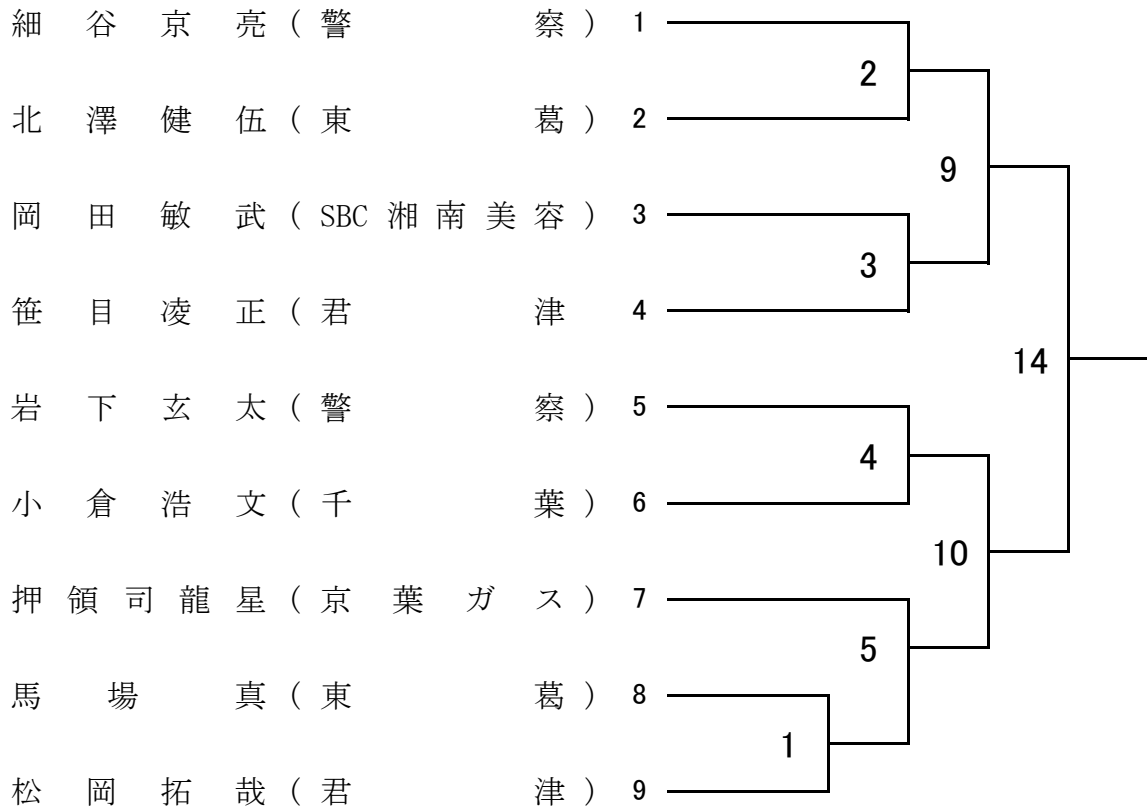 細谷京亮(警察) 1
2
北澤健伍(東葛) 2
9
岡田敏武(SBC湘南美容) 3
3
笹目凌正(君津 4
14
岩下玄太(警察) 5
4
小倉浩文(千葉) 6
10
押領司龍星(京葉ガス) 7
5
馬場真(東葛) 8
1
松岡拓哉(君津) 9